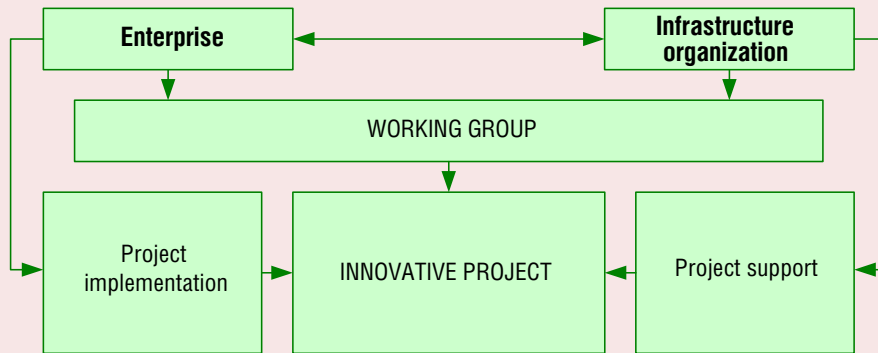 Enterprise
Infrastructure
organization
WORKING GROUP
Project
implementation
INNOVATIVE PROJECT
Project support